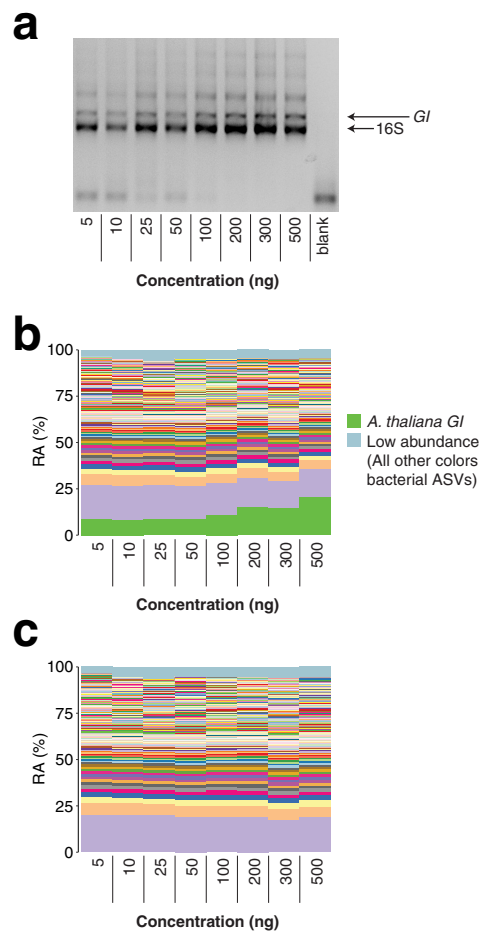 a
GI
16S
5
10
25
50
100
200
300
500
blank
Concentration (ng)
b
100
75
50
25
0
RA (%)
A. thaliana GI
Low abundance
(All other colors
bacterial ASVs)
5
10
25
50
100
200
300
500
Concentration (ng)
c
100
75
50
25
0
RA (%)
5
10
25
50
100
200
300
500
Concentration (ng)